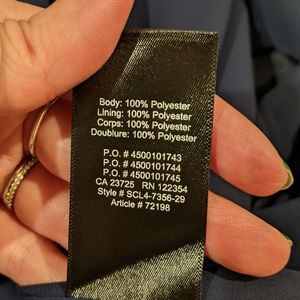 Body: 100% Polyester
Lining: 100% Polyester
Corps: 100% Polyester
Doublure: 100% Polyester
P.O. # 4500101743
P.O. # 4500101744
P.O. # 4500101745
CA 23725 RN 122354
Style # SCL4-7356-29
Article # 72198